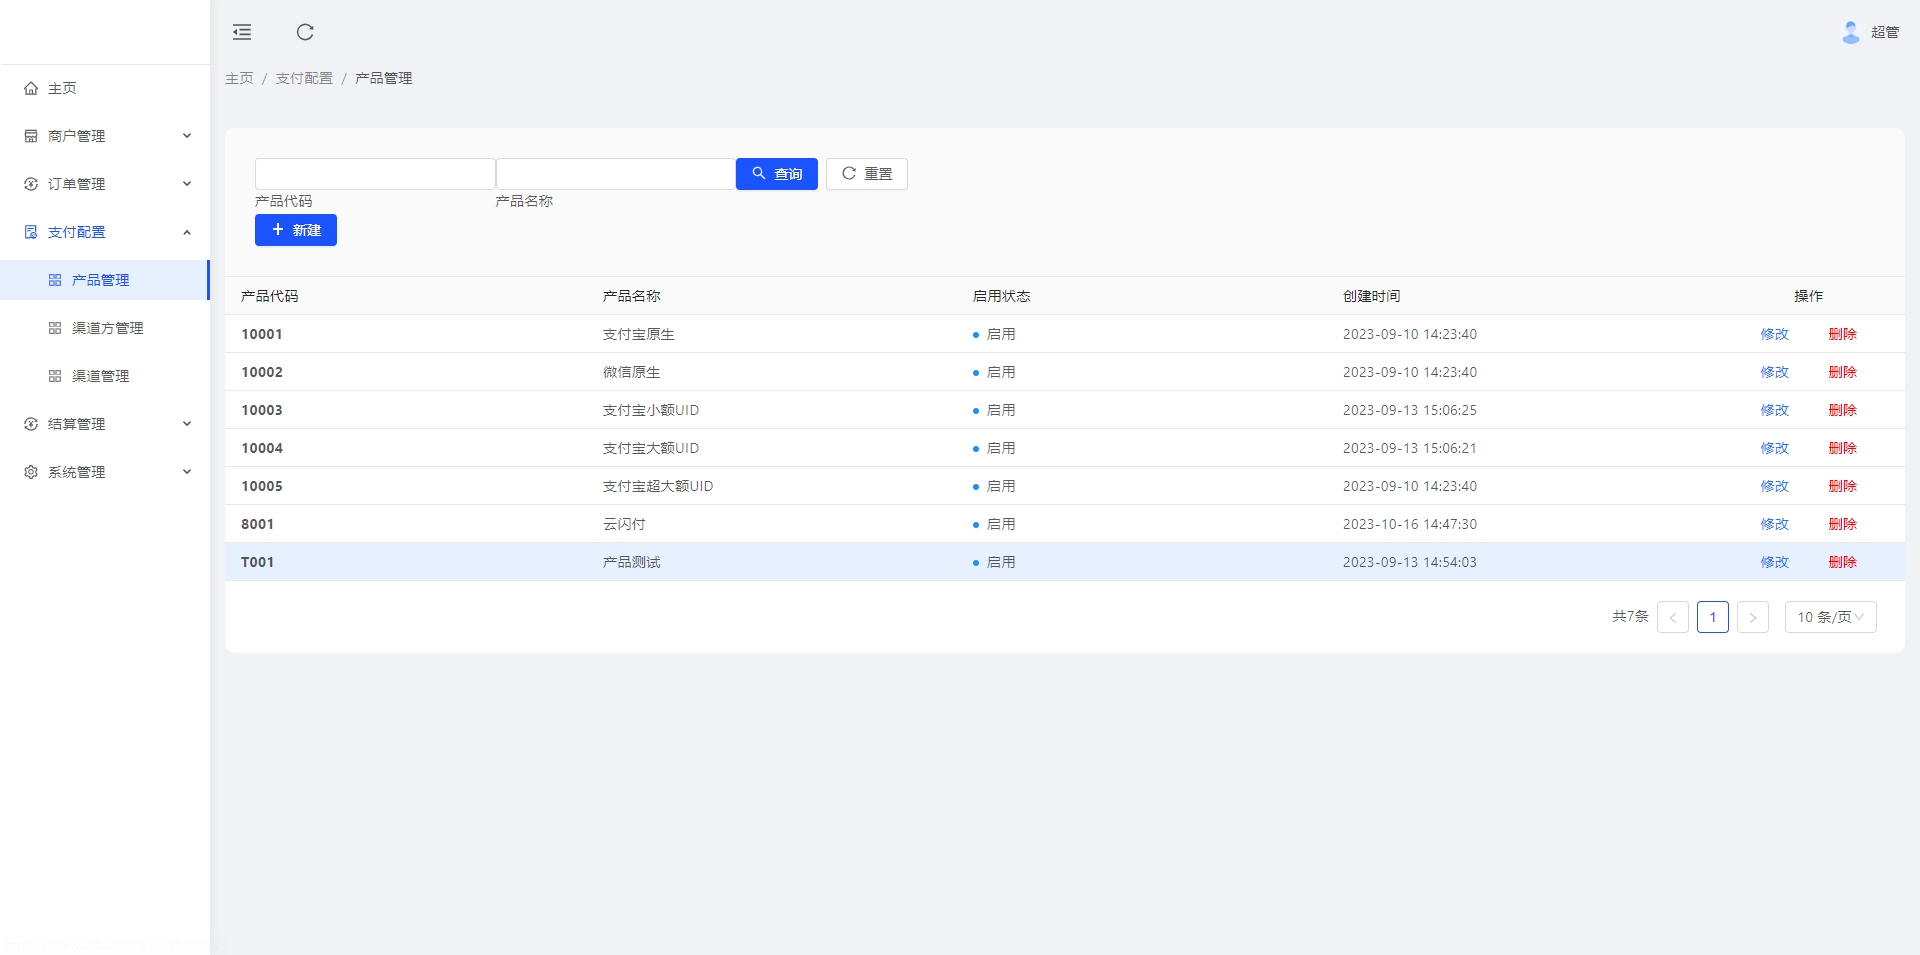 超管
主页 / 支付配置 / 产品管理
主页
商户管理
订单管理
支付配置
产品管理
渠道方管理
渠道管理
结算管理
系统管理
查询 重置
产品代码 产品名称
新建
产品代码 产品名称 启用状态 创建时间 操作
10001 支付宝原生 启用 2023-09-10 14:23:40 修改 删除
10002 微信原生 启用 2023-09-10 14:23:40 修改 删除
10003 支付宝小额UID 启用 2023-09-13 15:06:25 修改 删除
10004 支付宝大额UID 启用 2023-09-13 15:06:21 修改 删除
10005 支付宝超大额UID 启用 2023-09-10 14:23:40 修改 删除
8001 云闪付 启用 2023-10-16 14:47:30 修改 删除
T001 产品测试 启用 2023-09-13 14:54:03 修改 删除
共7条 < 1 > 10 条/页